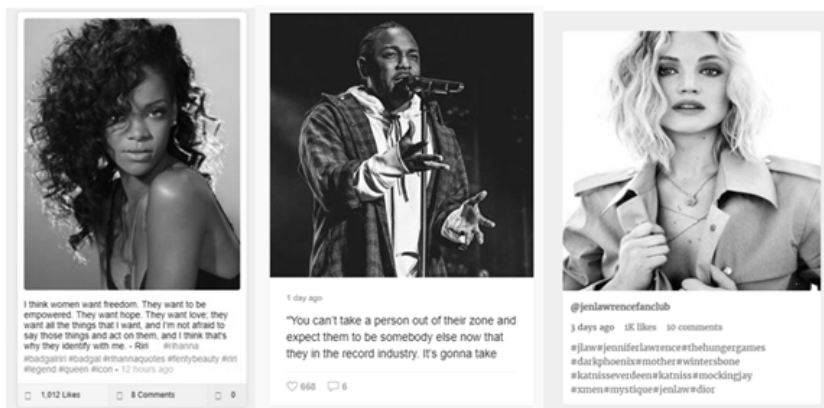 I think women want freedom. They want to be
empowered. They want hope. They want love; they
want all the things that I want, and I'm not afraid to
say those things and act on them, and I think that's
why they identify with me. - Riri #rihanna
#badgalriri #badgal #rihannaquotes #fentybeauty #riri
#legend #queen #icon • 12 hours ago
1,012 Likes 8 Comments 0
1 day ago
"You can't take a person out of their zone and
expect them to be somebody else now that
they in the record industry. It's gonna take
668 6
@jenlawrencefanclub
3 days ago 1K likes 10 comments
#jlaw#jenniferlawrence#thehungergames
#darkphoenix#mother#wintersbone
#katnisseverdeen#katniss#mockingjay
#xmen#mystique#jenlaw#dior